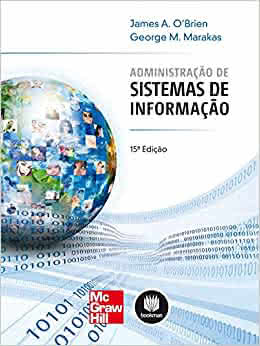 James A. O'Brien
George M. Marakas
ADMINISTRAÇÃO DE
SISTEMAS DE
INFORMAÇÃO
15ª Edição
Mc
Graw
Hill
bookman